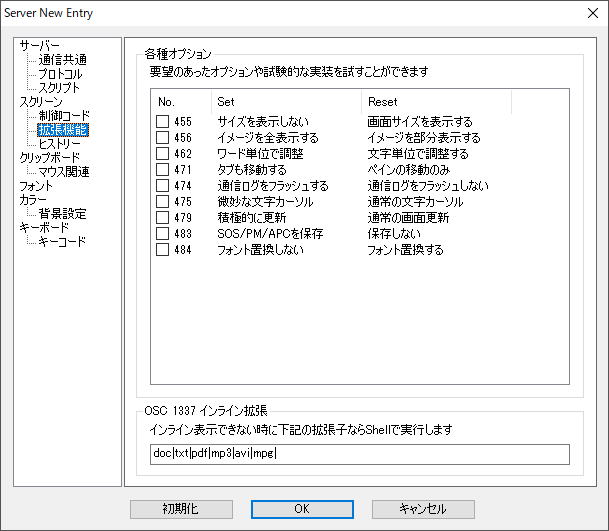 Server New Entry
サーバー
通信共通
プロトコル
スクリプト
スクリーン
制御コード
拡張機能
ヒストリー
クリップボード
マウス関連
フォント
カラー
背景設定
キーボード
キーコード
各種オプション
要望のあったオプションや試験的な実装を試すことができます
No. Set Reset
455 サイズを表示しない 画面サイズを表示する
456 イメージを全表示する イメージを部分表示する
462 ワード単位で調整 文字単位で調整する
471 タブも移動する ペインの移動のみ
474 通信ログをフラッシュする 通信ログをフラッシュしない
475 微妙な文字カーソル 通常の文字カーソル
479 積極的に更新 通常の画面更新
483 SOS/PM/APCを保存 保存しない
484 フォント置換しない フォント置換する
OSC 1337 インライン拡張
インライン表示できない時に下記の拡張子ならShellで実行します
doc|txt|pdf|mp3|avi|mpg|
初期化 OK キャンセル